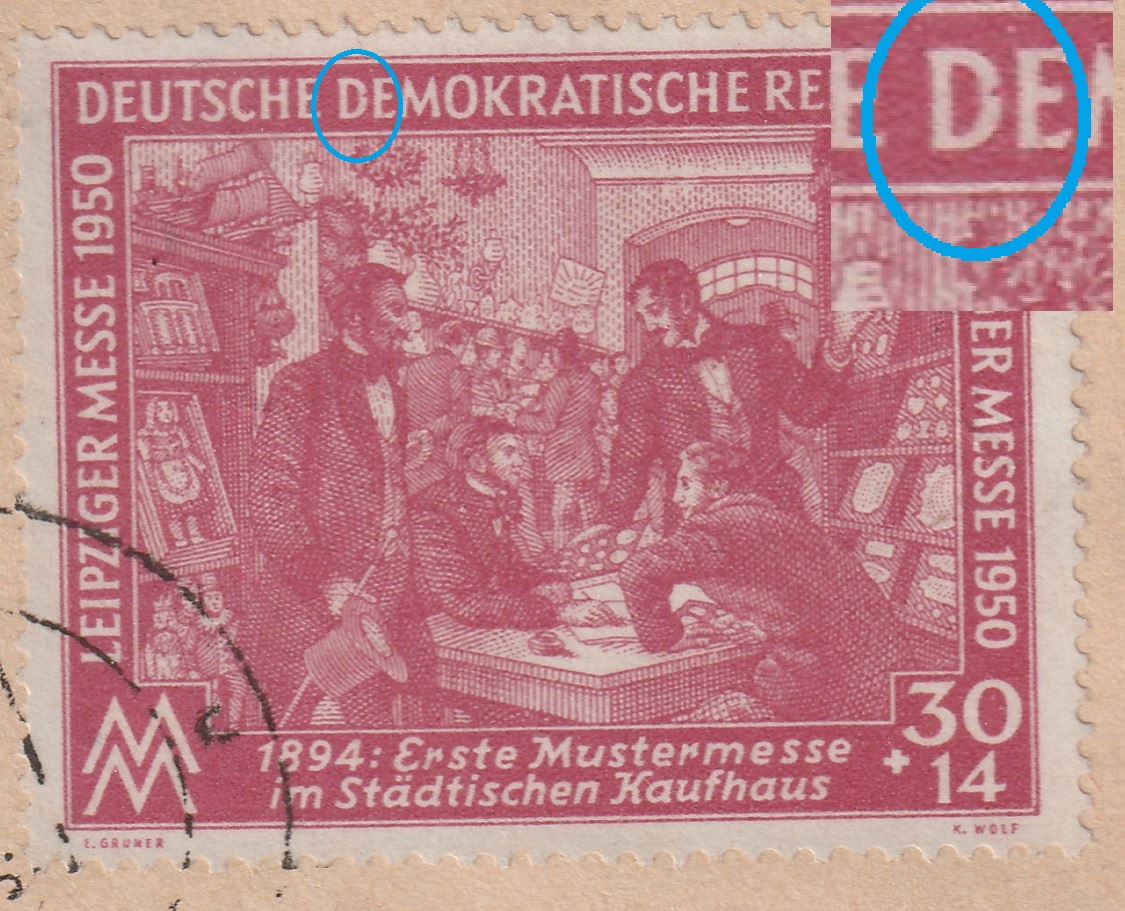 DEUTSCHE DEMOKRATISCHE RE
E DE
LEIPZIGER MESSE 1950
ER MESSE 1950
30
+ 14
1894: Erste Mustermesse
im Städtischen Kaufhaus
E. GRUNER
K. WOLF